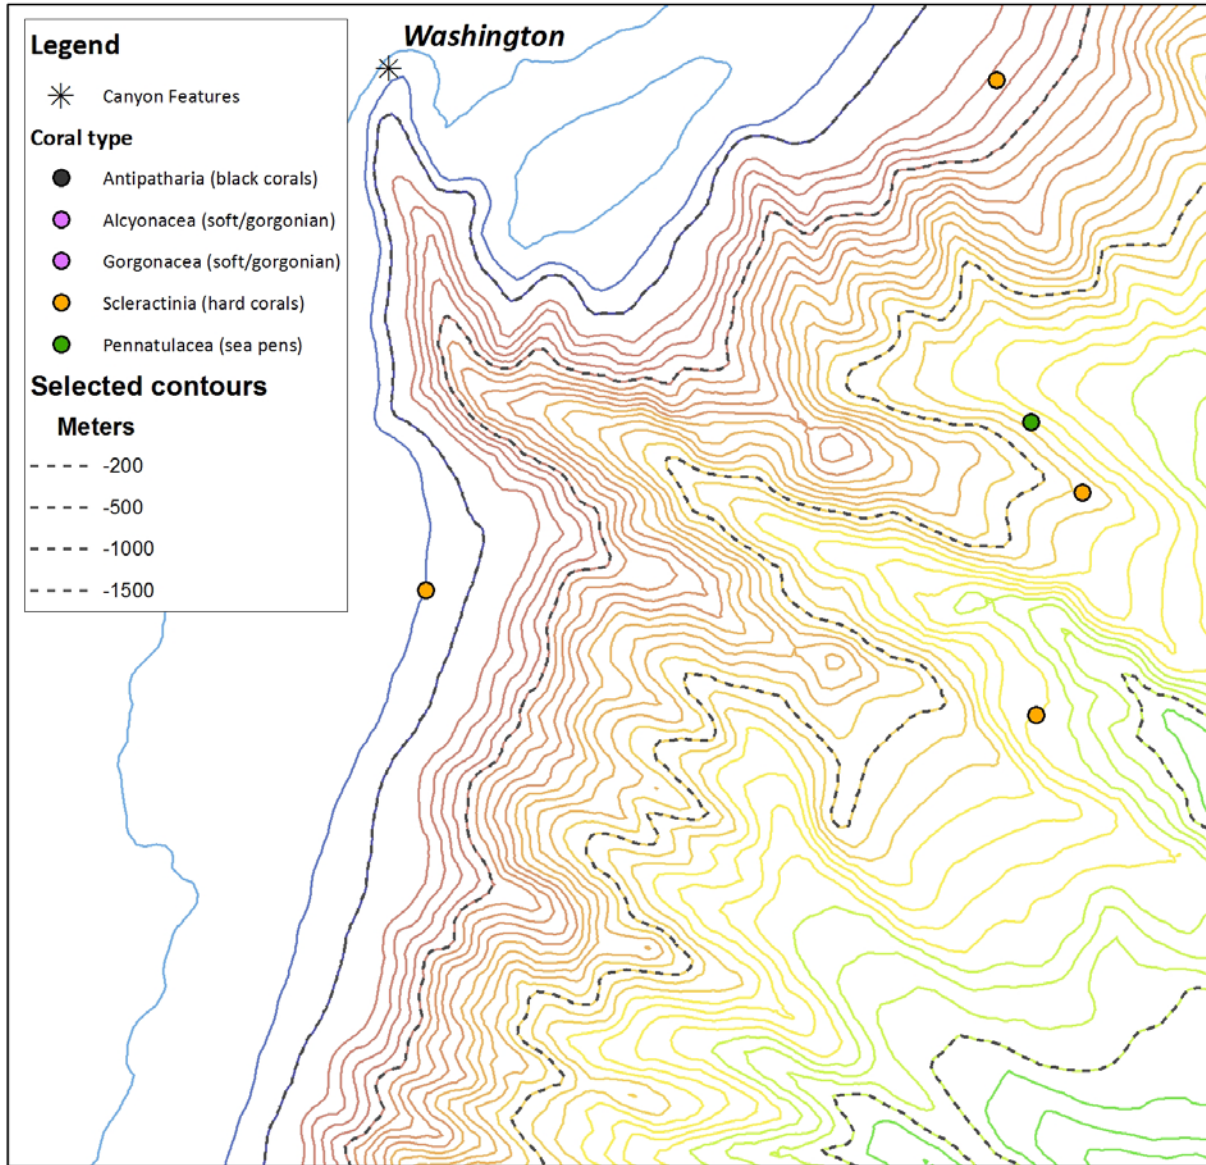 Washington
Legend
Canyon Features
Coral type
Antipatharia (black corals)
Alcyonacea (soft/gorgonian)
Gorgonacea (soft/gorgonian)
Scleractinia (hard corals)
Pennatulacea (sea pens)
Selected contours
Meters
-200
-500
-1000
-1500